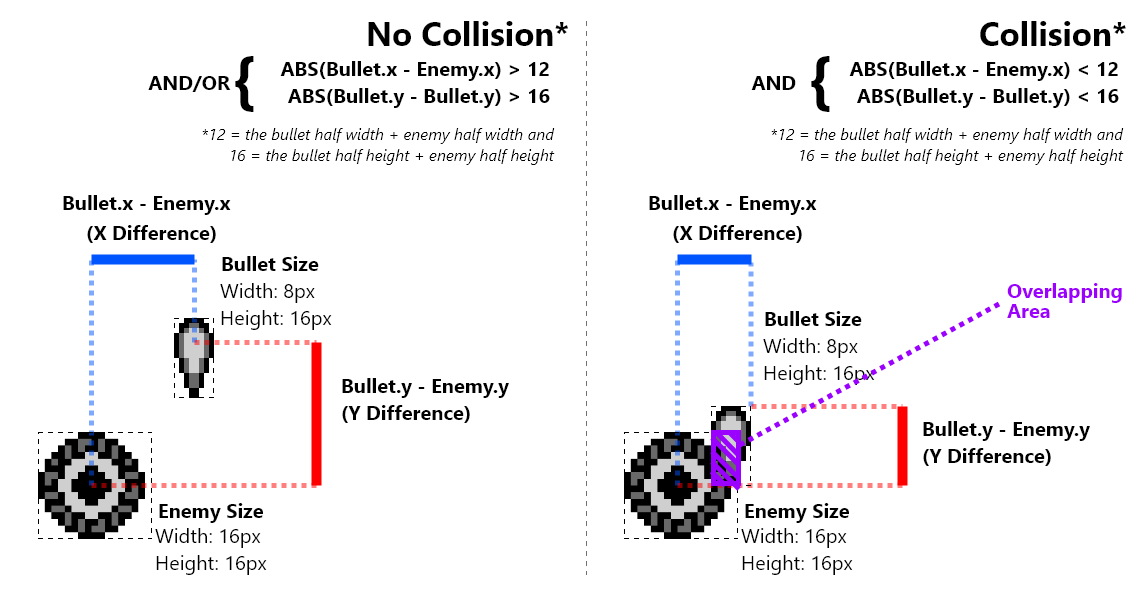 No Collision*
AND/OR { ABS(Bullet.x - Enemy.x) > 12
ABS(Bullet.y - Bullet.y) > 16
*12 = the bullet half width + enemy half width and
16 = the bullet half height + enemy half height
Bullet.x - Enemy.x
(X Difference)
Bullet Size
Width: 8px
Height: 16px
Bullet.y - Enemy.y
(Y Difference)
Enemy Size
Width: 16px
Height: 16px
Collision*
AND { ABS(Bullet.x - Enemy.x) < 12
ABS(Bullet.y - Bullet.y) < 16
*12 = the bullet half width + enemy half width and
16 = the bullet half height + enemy half height
Bullet.x - Enemy.x
(X Difference)
Overlapping
Area
Bullet Size
Width: 8px
Height: 16px
Bullet.y - Enemy.y
(Y Difference)
Enemy Size
Width: 16px
Height: 16px